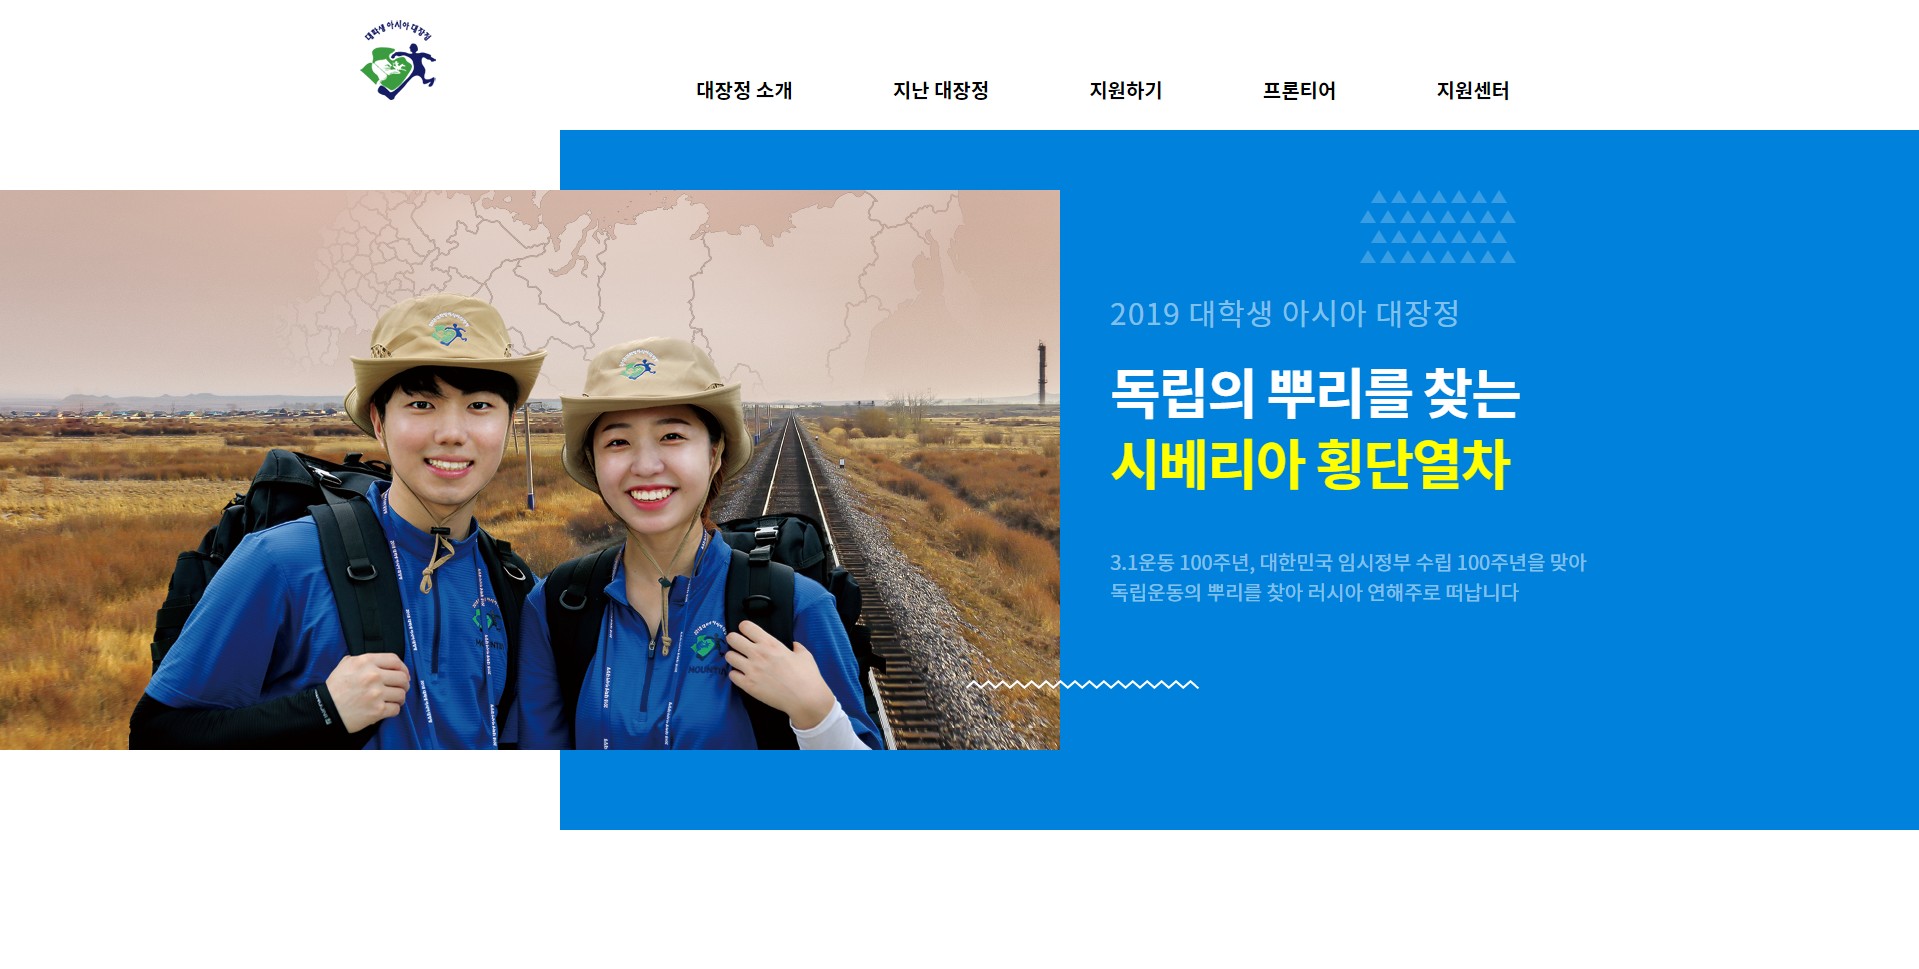 대학생 아시아 대장정
대장정 소개
지난 대장정
지원하기
프론티어
지원센터
2019 대학생 아시아 대장정
독립의 뿌리를 찾는
시베리아 횡단열차
3.1운동 100주년, 대한민국 임시정부 수립 100주년을 맞아
독립운동의 뿌리를 찾아 러시아 연해주로 떠납니다